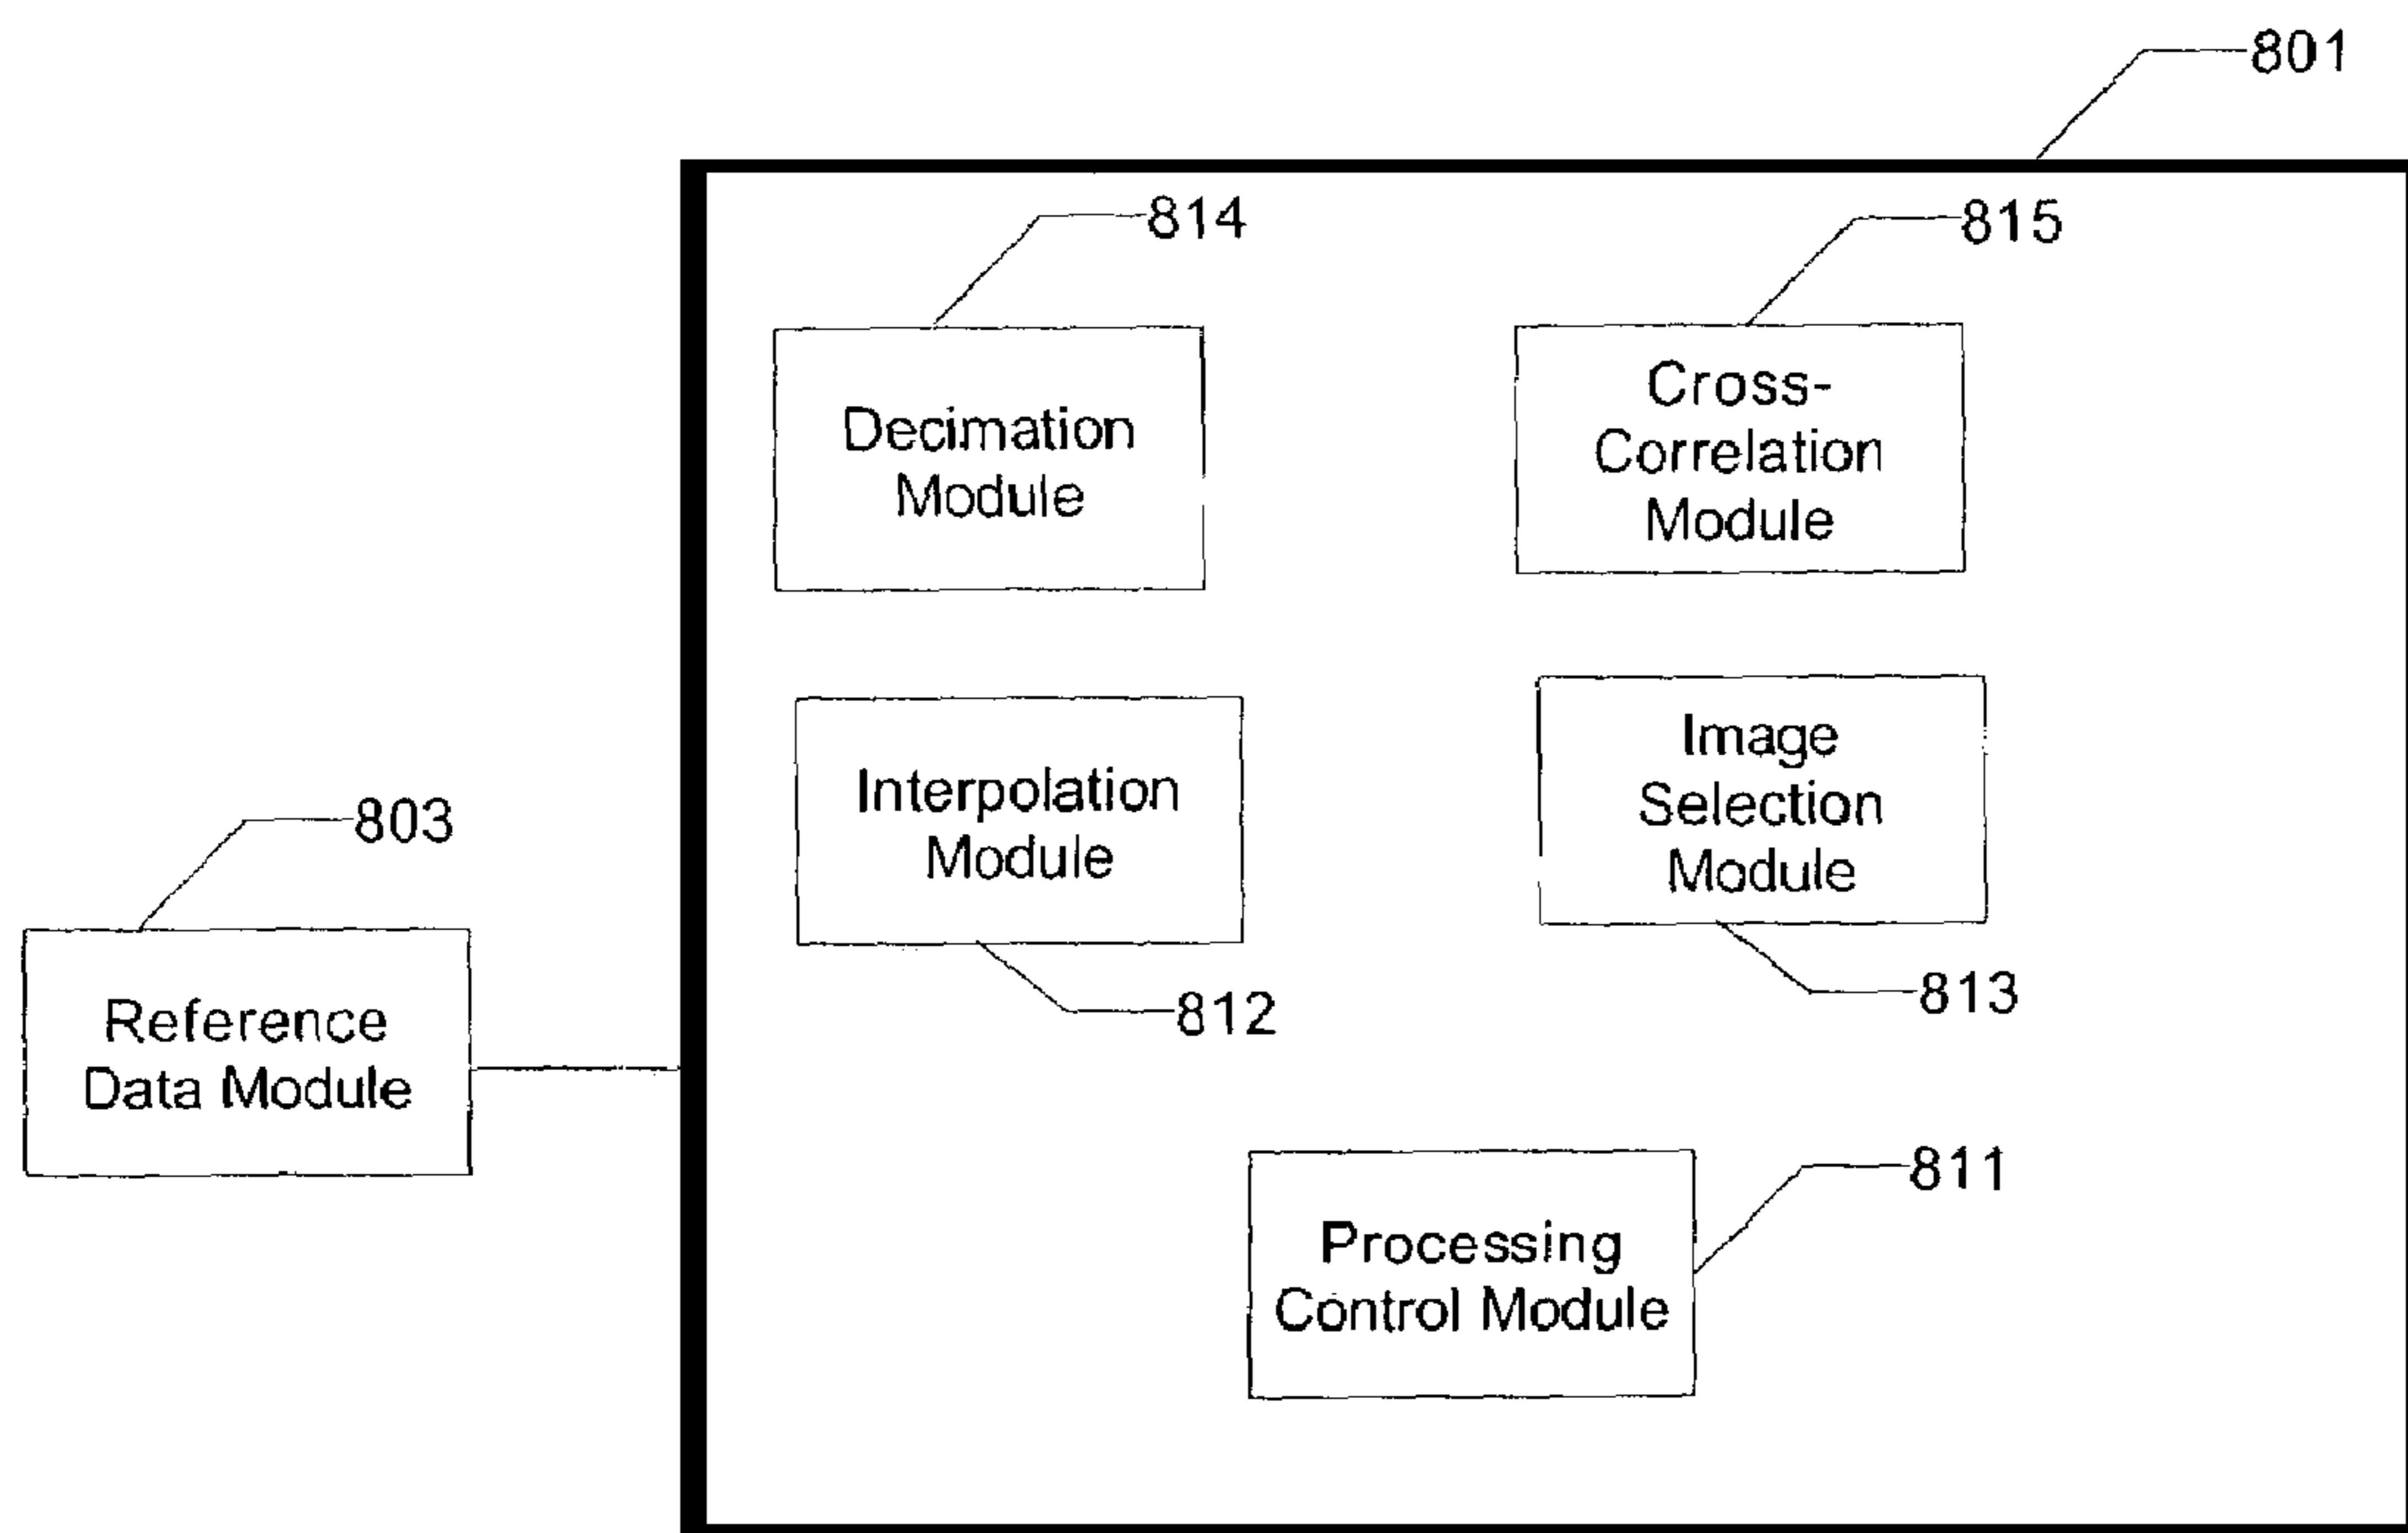 801
814
815
Decimation
Module
Cross-
Correlation
Module
Interpolation
Module
Image
Selection
Module
803
812
813
Reference
Data Module
811
Processing
Control Module